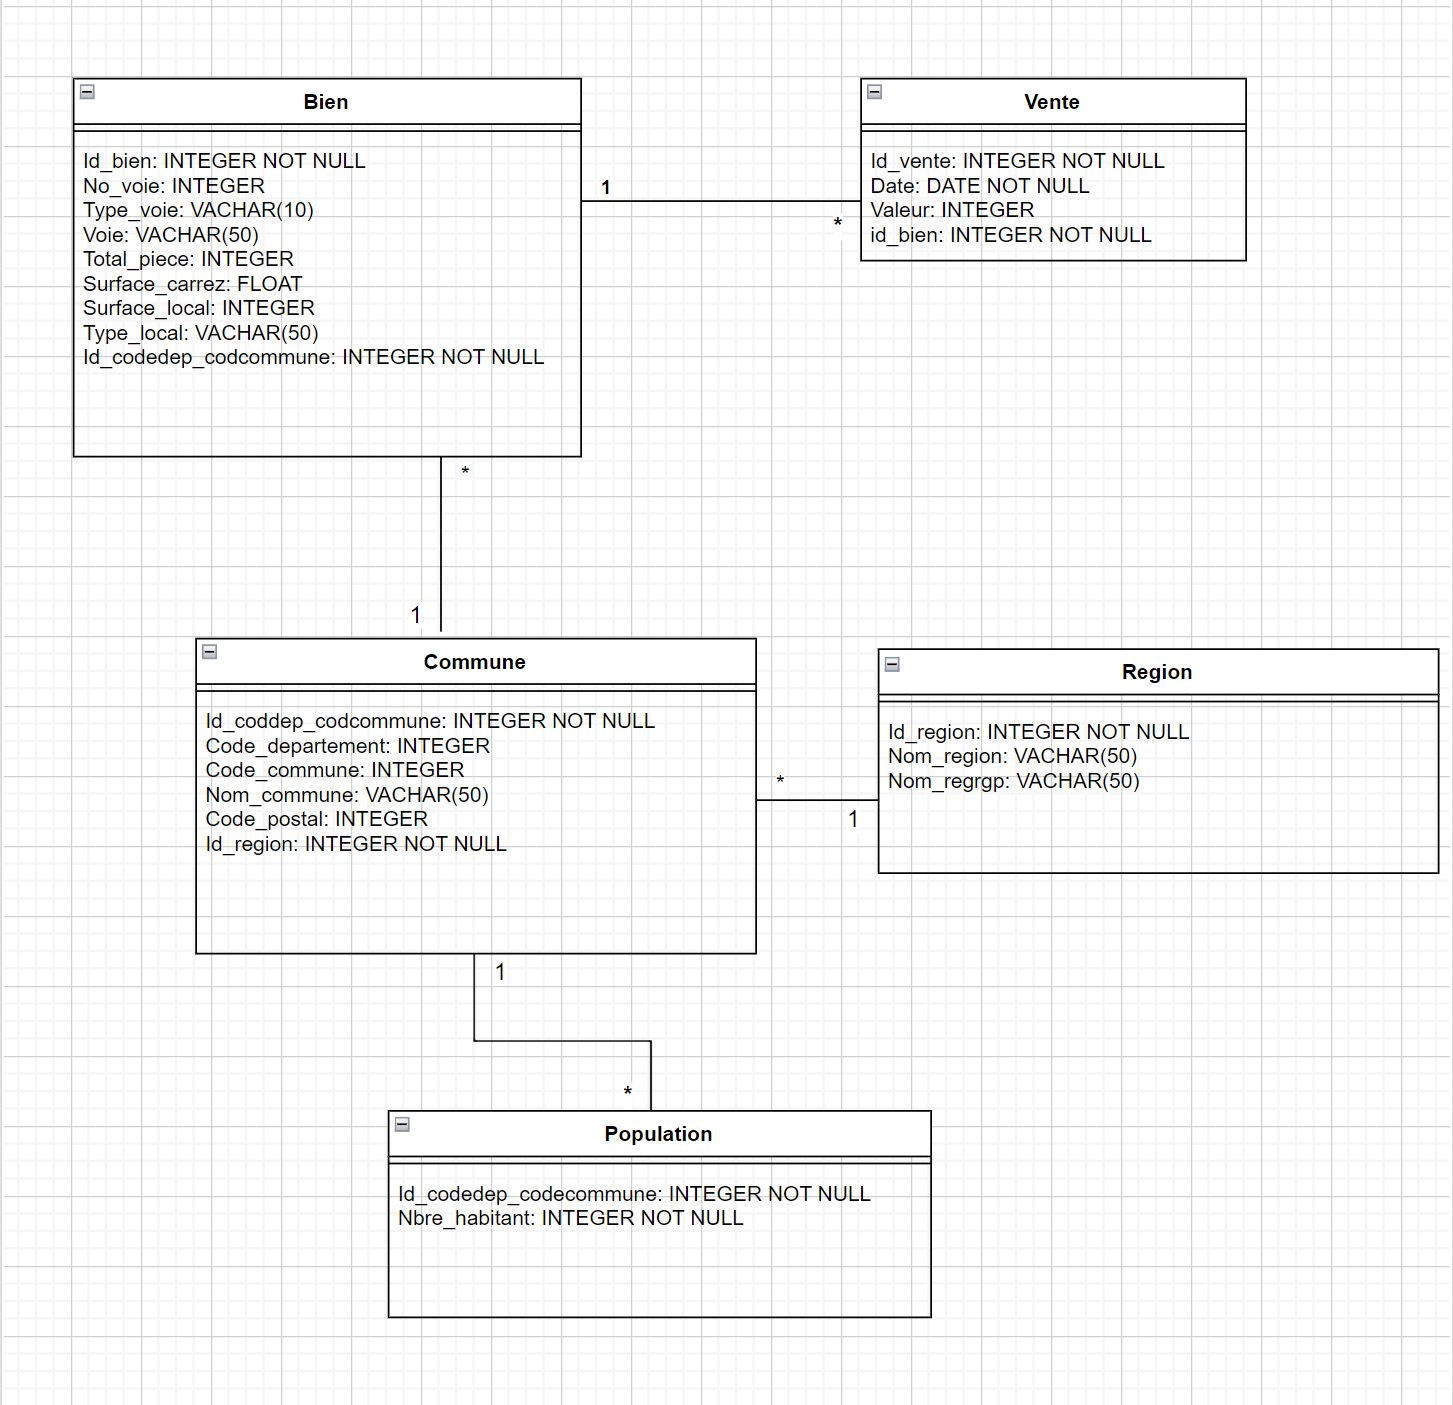 Bien
Id_bien: INTEGER NOT NULL
No_voie: INTEGER
Type_voie: VACHAR(10)
Voie: VACHAR(50)
Total_piece: INTEGER
Surface_carrez: FLOAT
Surface_local: INTEGER
Type_local: VACHAR(50)
Id_codedep_codcommune: INTEGER NOT NULL
1
*
Vente
Id_vente: INTEGER NOT NULL
Date: DATE NOT NULL
Valeur: INTEGER
id_bien: INTEGER NOT NULL
*
1
Commune
Id_coddep_codcommune: INTEGER NOT NULL
Code_departement: INTEGER
Code_commune: INTEGER
Nom_commune: VACHAR(50)
Code_postal: INTEGER
Id_region: INTEGER NOT NULL
*
1
Region
Id_region: INTEGER NOT NULL
Nom_region: VACHAR(50)
Nom_regrgp: VACHAR(50)
1
*
Population
Id_codedep_codecommune: INTEGER NOT NULL
Nbre_habitant: INTEGER NOT NULL